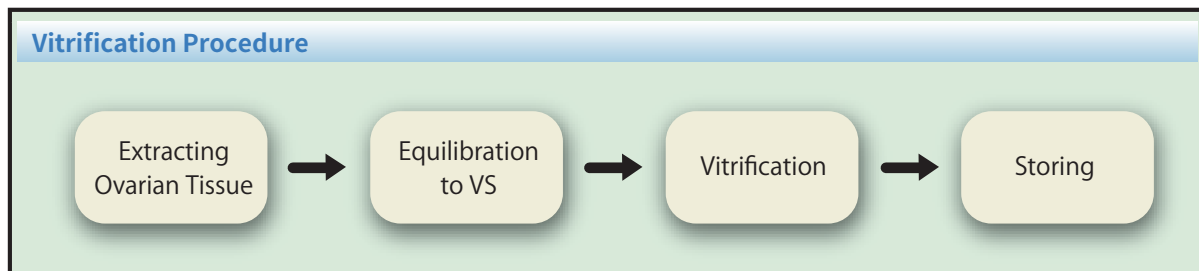 Vitrification Procedure
Extracting
Ovarian Tissue
Equilibration
to VS
Vitrification
Storing